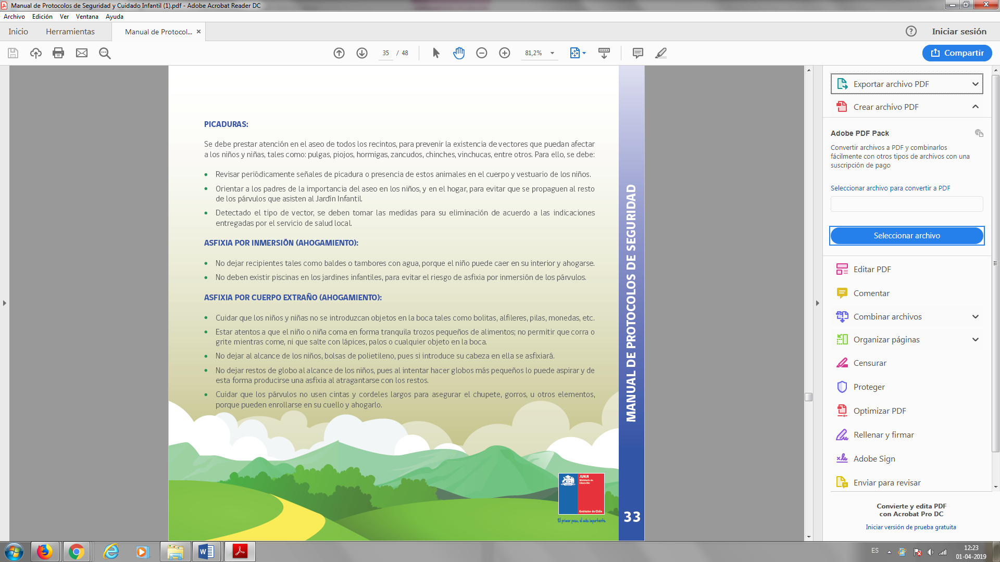 Manual de Protocolos de Seguridad y Cuidado Infantil (1).pdf - Adobe Acrobat Reader DC
Archivo Edición Ver Ventana Ayuda
Inicio Herramientas Manual de Protocol... Iniciar sesión
35 / 48 81,2% Compartir
PICADURAS:
Se debe prestar atención en el aseo de todos los recintos, para prevenir la existencia de vectores que puedan afectar
a los niños y niñas, tales como: pulgas, piojos, hormigas, zancudos, chinches, vinchucas, entre otros. Para ello, se debe:
• Revisar periódicamente señales de picadura o presencia de estos animales en el cuerpo y vestuario de los niños.
• Orientar a los padres de la importancia del aseo en los niños, y en el hogar, para evitar que se propaguen al resto
de los párvulos que asisten al Jardín Infantil.
• Detectado el tipo de vector, se deben tomar las medidas para su eliminación de acuerdo a las indicaciones
entregadas por el servicio de salud local.
ASFIXIA POR INMERSIÓN (AHOGAMIENTO):
• No dejar recipientes tales como baldes o tambores con agua, porque el niño puede caer en su interior y ahogarse.
• No deben existir piscinas en los jardines infantiles, para evitar el riesgo de asfixia por inmersión de los párvulos.
ASFIXIA POR CUERPO EXTRAÑO (AHOGAMIENTO):
• Cuidar que los niños y niñas no se introduzcan objetos en la boca tales como bolitas, alfileres, pilas, monedas, etc.
• Estar atentos a que el niño o niña coma en forma tranquila trozos pequeños de alimentos; no permitir que corra o
grite mientras come, ni que salte con lápices, palos o cualquier objeto en la boca.
• No dejar al alcance de los niños, bolsas de polietileno, pues si introduce su cabeza en ella se asfixiará.
• No dejar restos de globo al alcance de los niños, pues al intentar hacer globos más pequeños lo puede aspirar y de
esta forma producirse una asfixia al atragantarse con los restos.
• Cuidar que los párvulos no usen cintas y cordeles largos para asegurar el chupete, gorros, u otros elementos,
porque pueden enrollarse en su cuello y ahogarlo.
JUNJI
Ministerio de
Educación
Gobierno de Chile
El primer paso, el más importante.
MANUAL DE PROTOCOLOS DE SEGURIDAD
33
Exportar archivo PDF
Crear archivo PDF
Adobe PDF Pack
Convertir archivos a PDF y combinarlos
fácilmente con otros tipos de archivos con una
suscripción de pago
Seleccionar archivo para convertir a PDF
Seleccionar archivo
Editar PDF
Comentar
Combinar archivos
Organizar páginas
Censurar
Proteger
Optimizar PDF
Rellenar y firmar
Adobe Sign
Enviar para revisar
Convierte y edita PDF
con Acrobat Pro DC
Iniciar versión de prueba gratuita
ES 12:23
01-04-2019